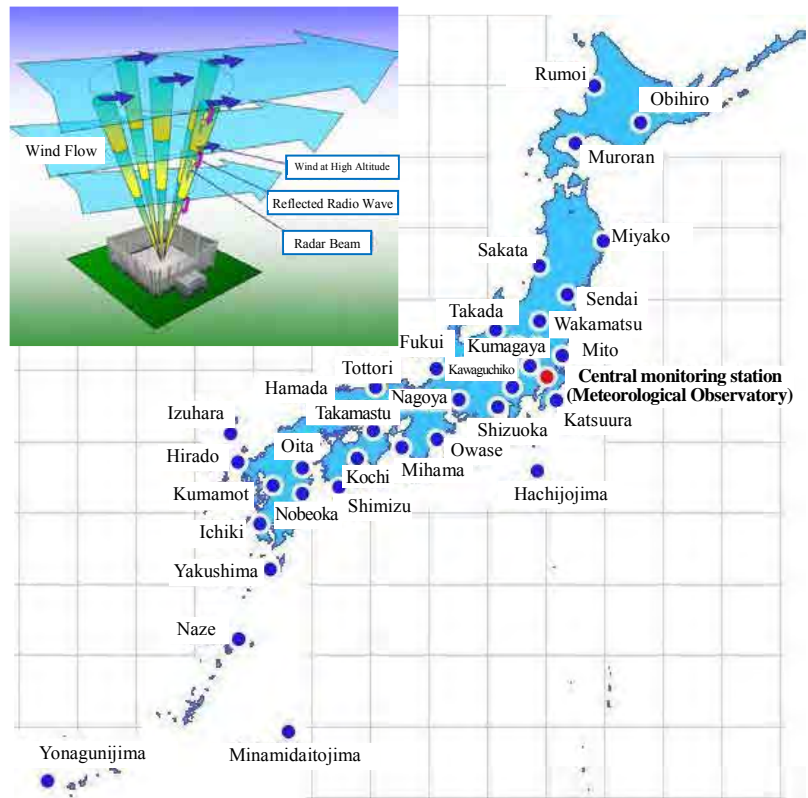 Wind Flow
Wind at High Altitude
Reflected Radio Wave
Radar Beam
Rumoi
Obihiro
Muroran
Miyako
Sakata
Sendai
Takada
Wakamatsu
Fukui
Kumagaya
Mito
Tottori
Kawaguchiko
Central monitoring station
(Meteorological Observatory)
Hamada
Nagoya
Katsuura
Izuhara
Takamastu
Shizuoka
Oita
Owase
Hirado
Kochi
Mihama
Kumamot
Hachijojima
Nobeoka
Shimizu
Ichiki
Yakushima
Naze
Yonagunijima
Minamidaitojima